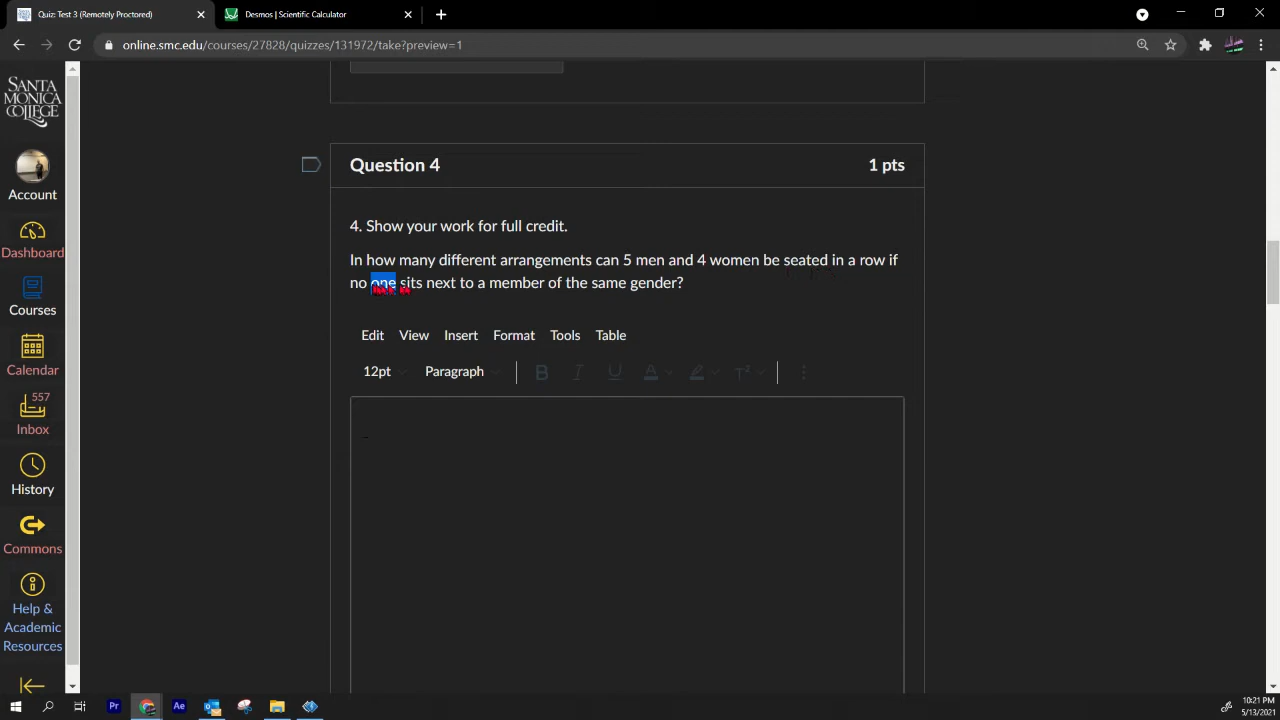 Quiz: Test 3 (Remotely Proctored)
Desmos | Scientific Calculator
online.smc.edu/courses/27828/quizzes/131972/take?preview=1
SANTA
MONICA
COLLEGE
Account
Dashboard
Courses
Calendar
557
Inbox
History
Commons
Help &
Academic
Resources
Question 4
1 pts
4. Show your work for full credit.
In how many different arrangements can 5 men and 4 women be seated in a row if
no one sits next to a member of the same gender?
Edit View Insert Format Tools Table
12pt Paragraph B I U A T²
Pr
Ae
10:21 PM
5/13/2021